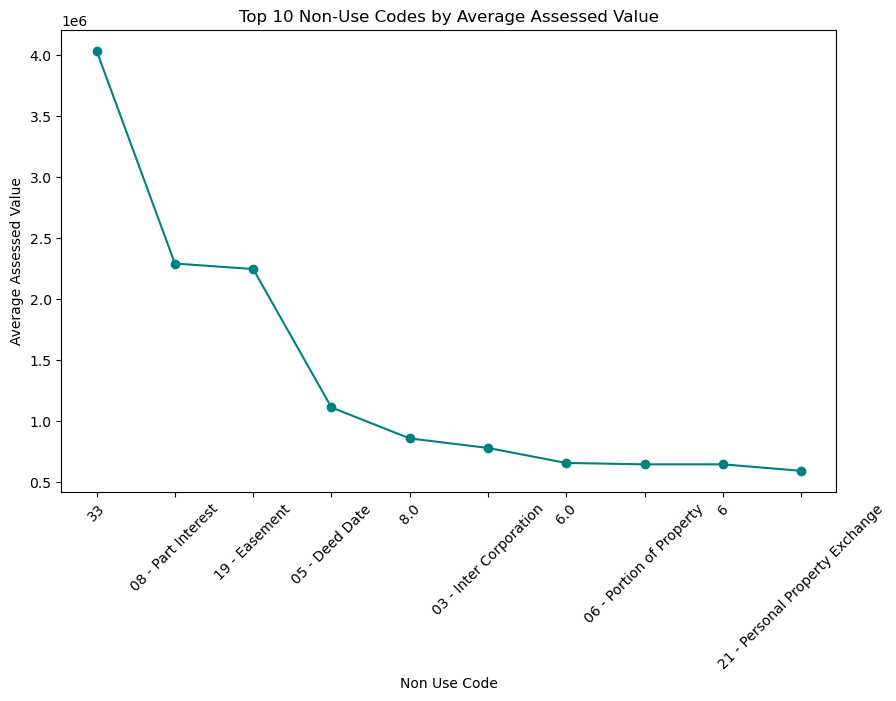 Top 10 Non-Use Codes by Average Assessed Value
1e6
4.0
3.5
3.0
2.5
2.0
1.5
1.0
0.5
Average Assessed Value
33
08 - Part Interest
19 - Easement
05 - Deed Date
8.0
03 - Inter Corporation
6.0
06 - Portion of Property
6
21 - Personal Property Exchange
Non Use Code